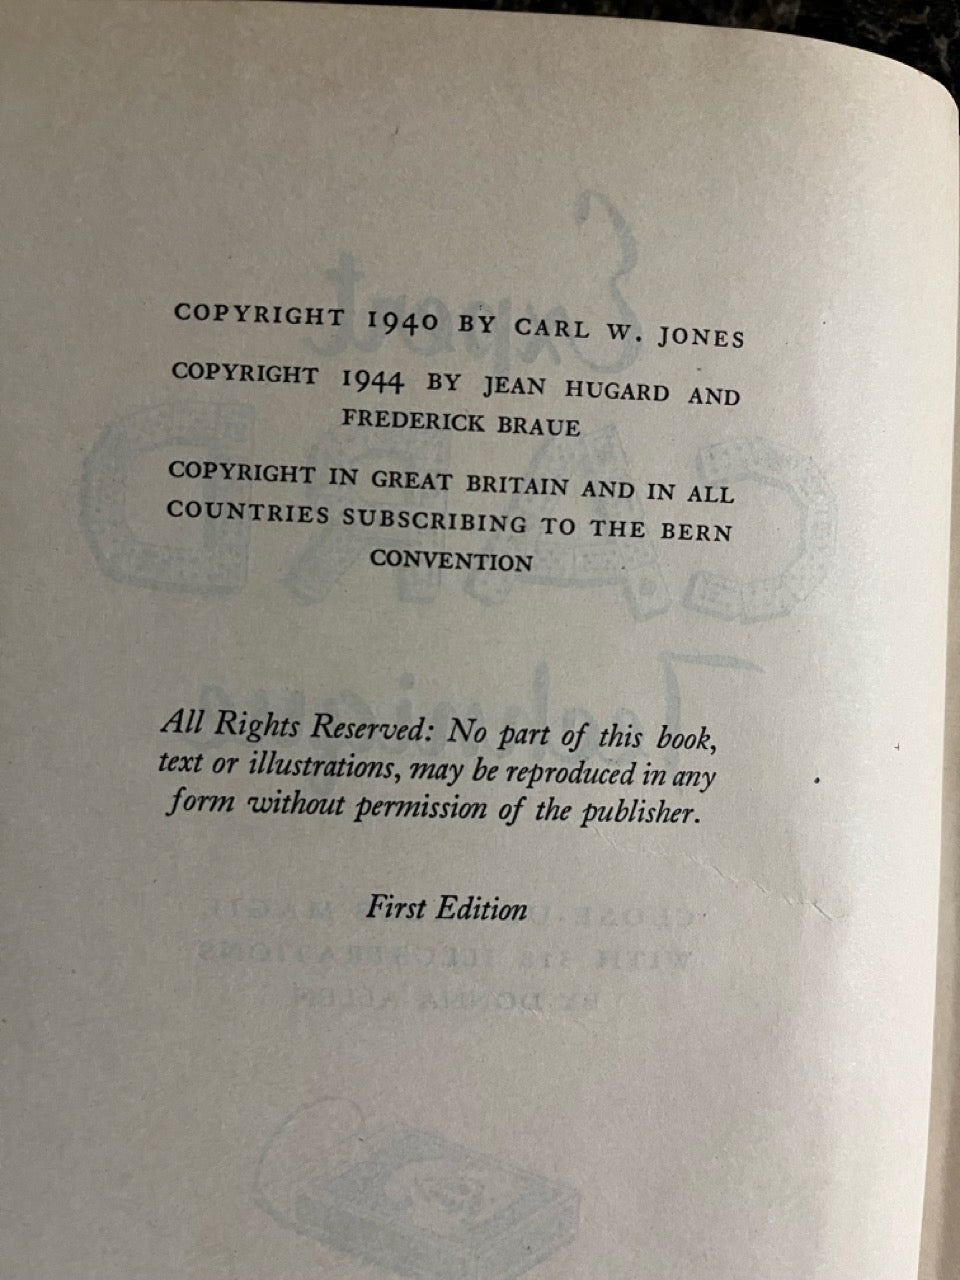 COPYRIGHT 1940 BY CARL W. JONES
COPYRIGHT 1944 BY JEAN HUGARD AND
FREDERICK BRAUE
COPYRIGHT IN GREAT BRITAIN AND IN ALL
COUNTRIES SUBSCRIBING TO THE BERN
CONVENTION
All Rights Reserved: No part of this book,
text or illustrations, may be reproduced in any
form without permission of the publisher.
First Edition